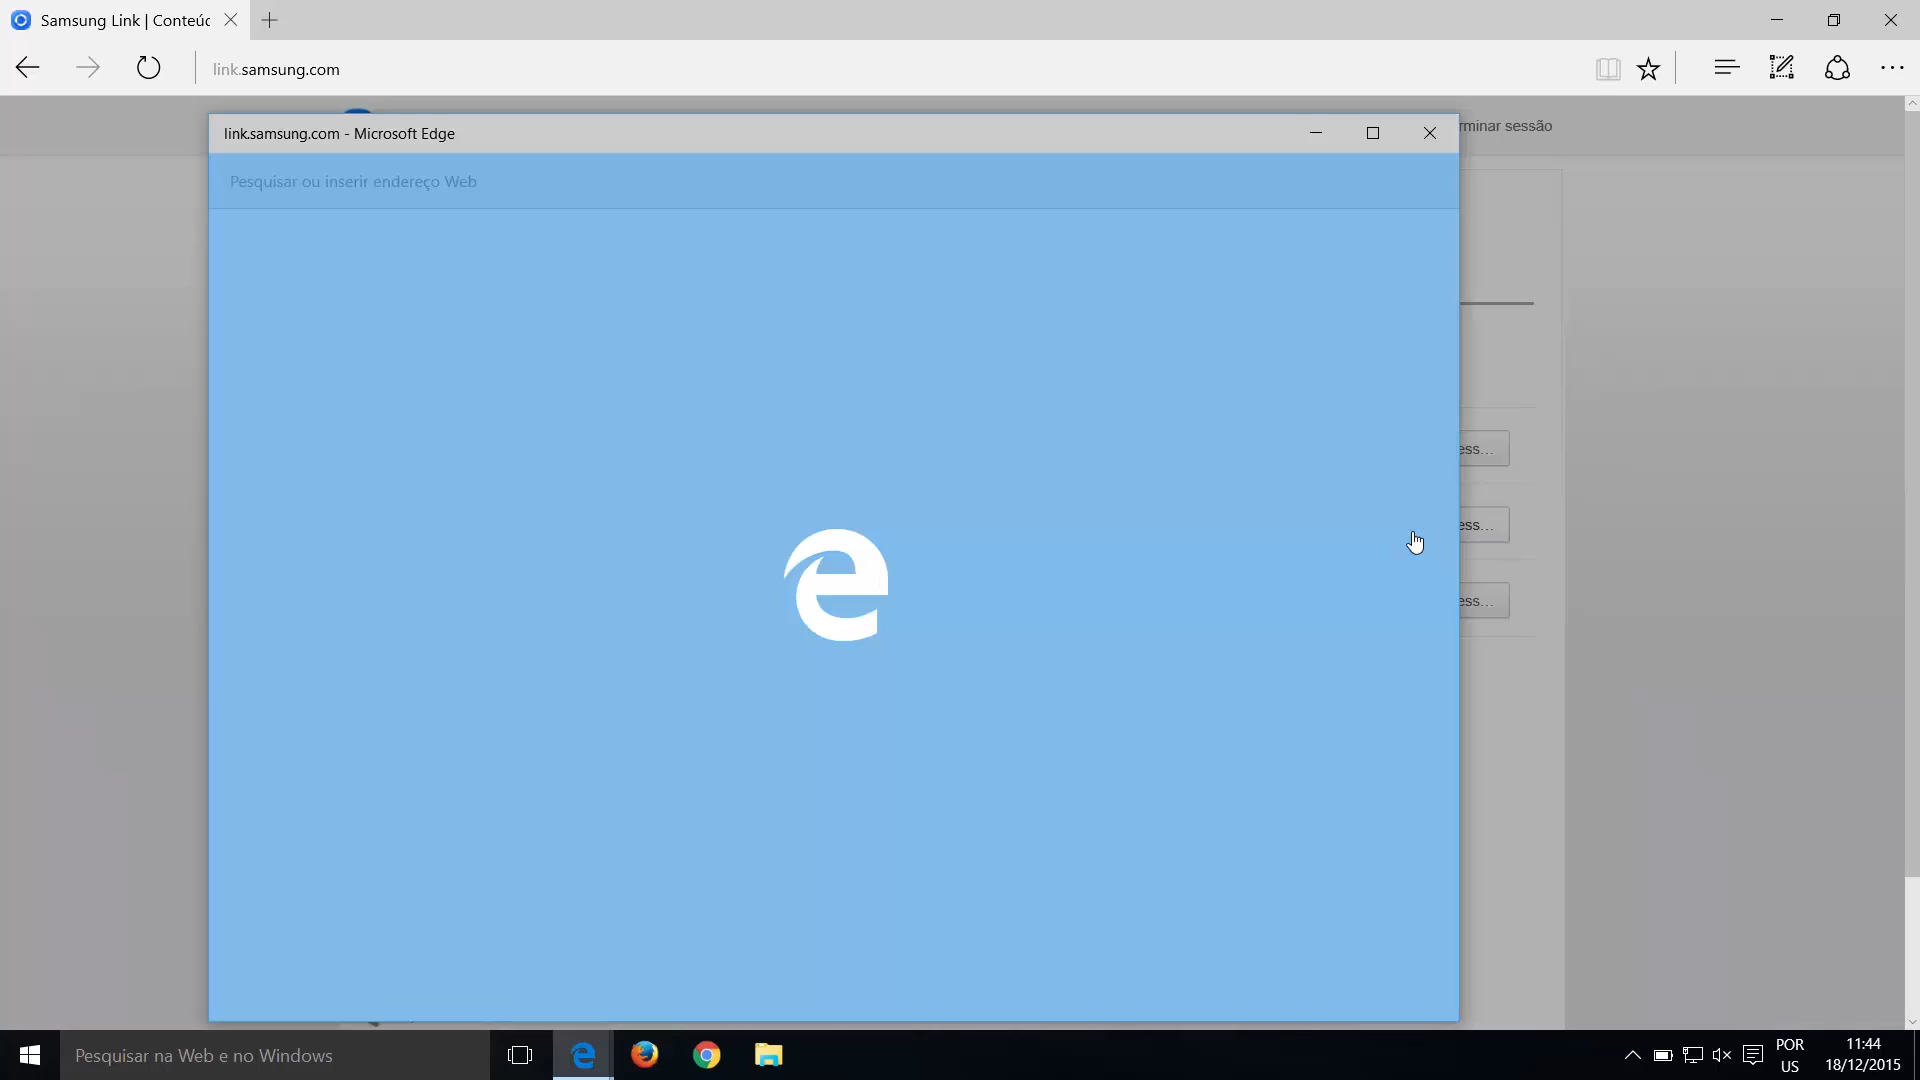 Samsung Link | Conteúc
link.samsung.com
rminar sessão
link.samsung.com - Microsoft Edge
Pesquisar ou inserir endereço Web
ess...
ess...
ess...
Pesquisar na Web e no Windows
POR
US
11:44
18/12/2015